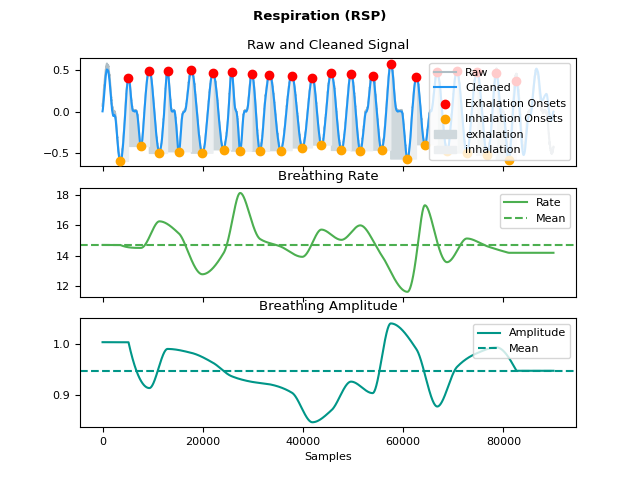 Respiration (RSP)
Raw and Cleaned Signal
0.5
0.0
−0.5
Raw
Cleaned
Exhalation Onsets
Inhalation Onsets
exhalation
inhalation
Breathing Rate
18
16
14
12
Rate
Mean
Breathing Amplitude
1.0
0.9
Amplitude
Mean
0 20000 40000 60000 80000
Samples